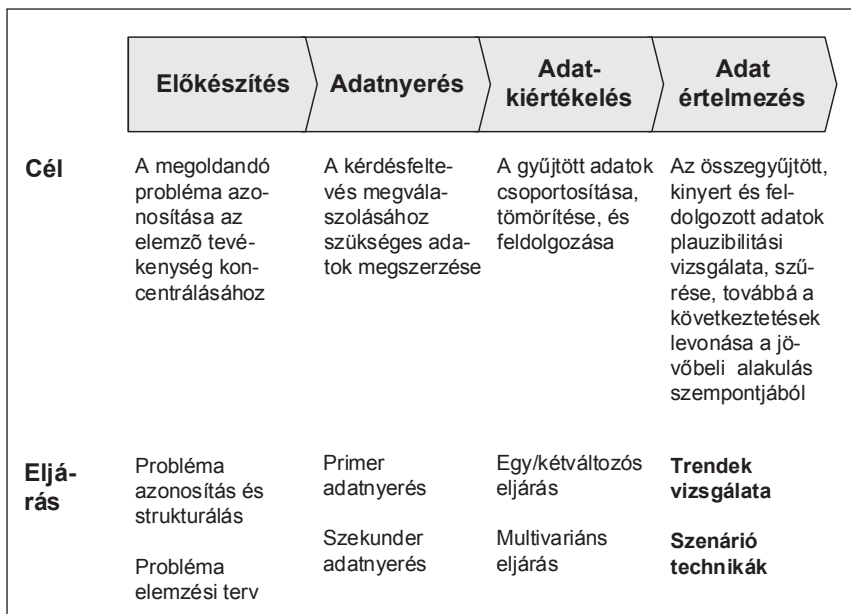 Előkészítés
Adatnyerés
Adat-
kiértékelés
Adat
értelmezés
Cél
A megoldandó
probléma azo-
nosítása az
elemzõ tevé-
kenység kon-
centrálásához
A kérdésfelte-
vés megvála-
szolásához
szükséges ada-
tok megszerzése
A gyűjtött adatok
csoportosítása,
tömörítése, és
feldolgozása
Az összegyűjtött,
kinyert és fel-
dolgozott adatok
plauzibilitási
vizsgálata, szű-
rése, továbbá a
következtetések
levonása a jö-
vőbeli alakulás
szempontjából
Eljá-
rás
Probléma
azonosítás és
strukturálás
Probléma
elemzési terv
Primer
adatnyerés
Szekunder
adatnyerés
Egy/kétváltozós
eljárás
Multivariáns
eljárás
Trendek
vizsgálata
Szenárió
technikák